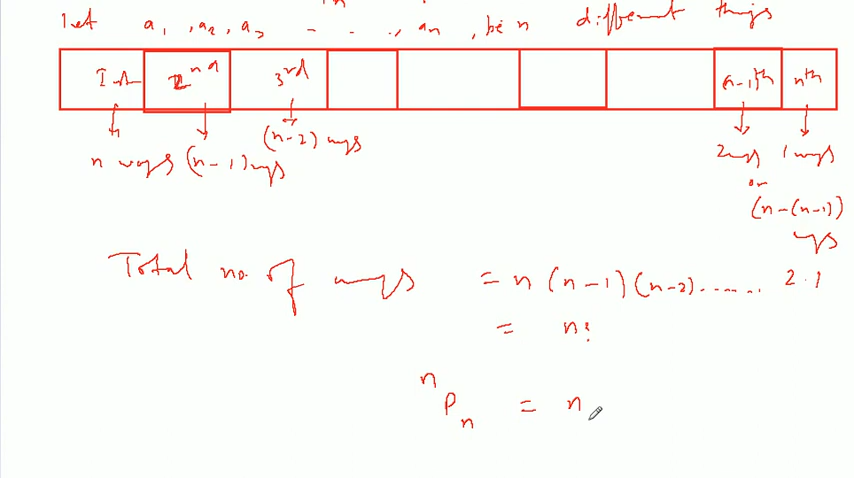 Let a₁, a₂, a₃ - - . . . , aₙ, be n different things
Ist 2ⁿᵈ 3ʳᵈ (n-1)ᵗʰ nᵗʰ
n ways (n-1) ways (n-2) ways 2 ways 1 ways
or
(n-(n-1))
ways
Total no. of ways = n (n-1) (n-2) ...... 2.1
= n!
ⁿPₙ = n